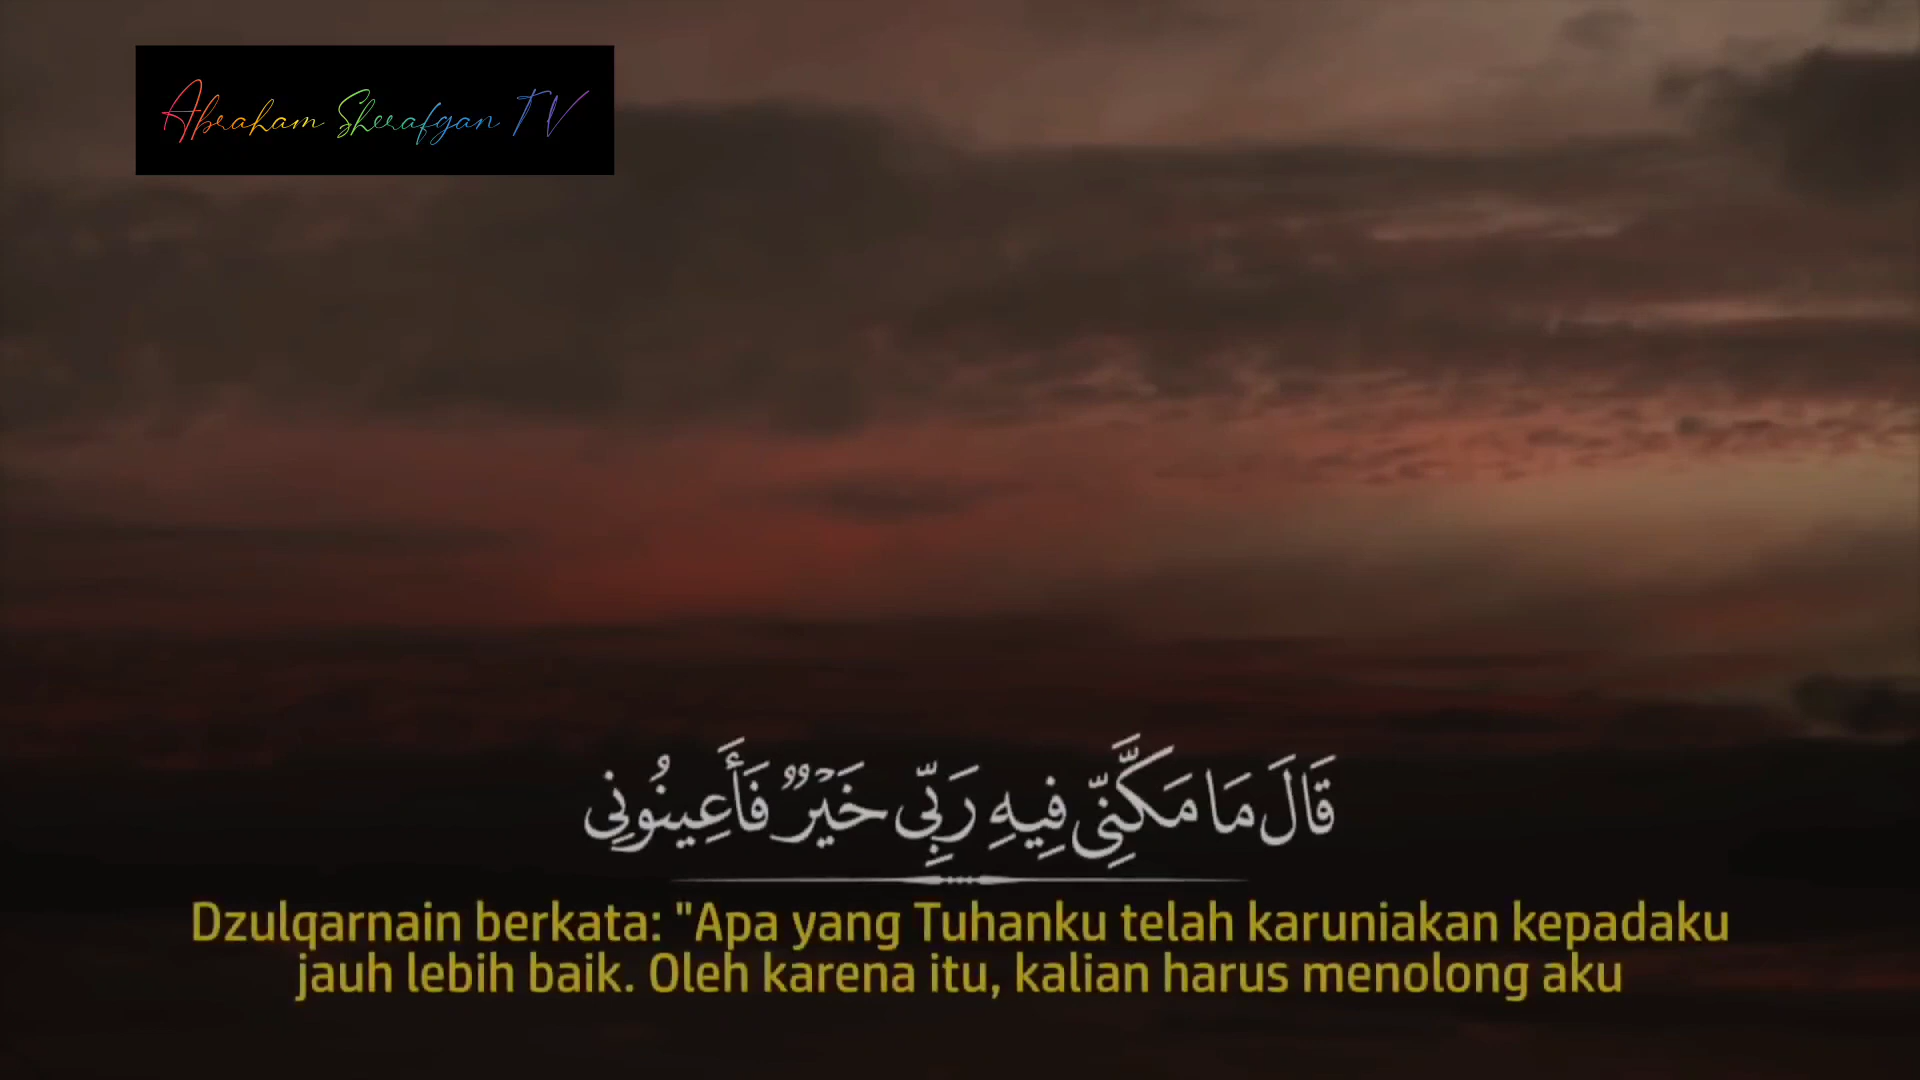 Abraham Sherafgan TV
قَالَ مَا مَكَّنِّى فِيهِ رَبِّى خَيْرٌ فَأَعِينُونِى
Dzulqarnain berkata: "Apa yang Tuhanku telah karuniakan kepadaku
jauh lebih baik. Oleh karena itu, kalian harus menolong aku